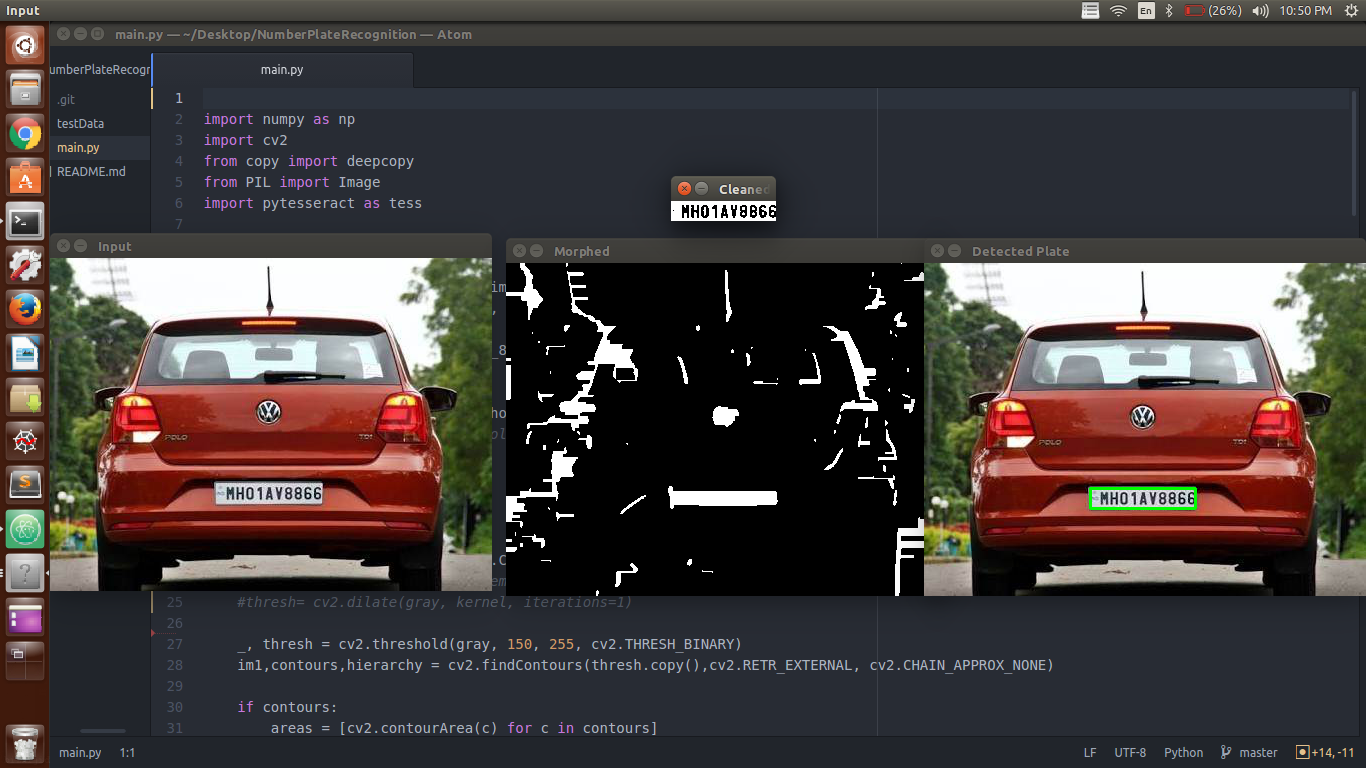 Input
En
(26%)
10:50 PM
main.py — ~/Desktop/NumberPlateRecognition — Atom
umberPlateRecogn
main.py
.git
testData
main.py
README.md
1
2 import numpy as np
3 import cv2
4 from copy import deepcopy
5 from PIL import Image
6 import pytesseract as tess
7
Cleaned
MH01AV8866
Input
POLO
TDI
MH01AV8866
Morphed
Detected Plate
POLO
TDI
MH01AV8866
25 #thresh= cv2.dilate(gray, kernel, iterations=1)
26
27 _, thresh = cv2.threshold(gray, 150, 255, cv2.THRESH_BINARY)
28 im1,contours,hierarchy = cv2.findContours(thresh.copy(),cv2.RETR_EXTERNAL, cv2.CHAIN_APPROX_NONE)
29
30 if contours:
31 areas = [cv2.contourArea(c) for c in contours]
main.py 1:1
LF UTF-8 Python master +14, -11